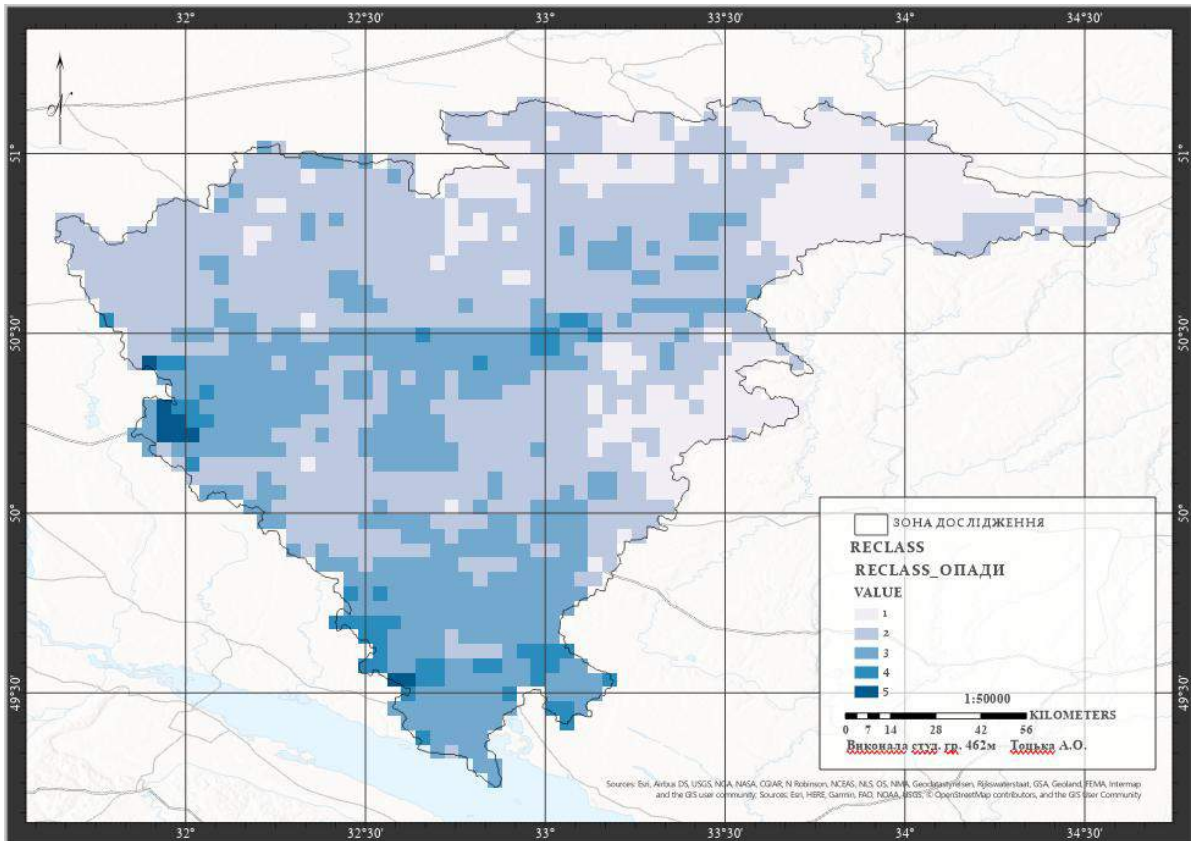 32° 32°30' 33° 33°30' 34° 34°30'
N
51° 51°
50°30' 50°30'
50° 50°
49°30' 49°30'
ЗОНА ДОСЛІДЖЕННЯ
RECLASS
RECLASS_ОПАДИ
VALUE
1
2
3
4
5
1:50000
KILOMETERS
0 7 14 28 42 56
Виконала студ. гр. 462м Тонька А.О.
Sources: Esri, Airbus DS, USGS, NGA, NASA, CGIAR, N Robinson, NCEAS, NLS, OS, NMA, Geodatastyrelsen, Rijkswaterstaat, GSA, Geoland, FEMA, Intermap
and the GIS user community, Sources: Esri, HERE, Garmin, FAO, NOAA, USGS, © OpenStreetMap contributors, and the GIS User Community
32° 32°30' 33° 33°30' 34° 34°30'